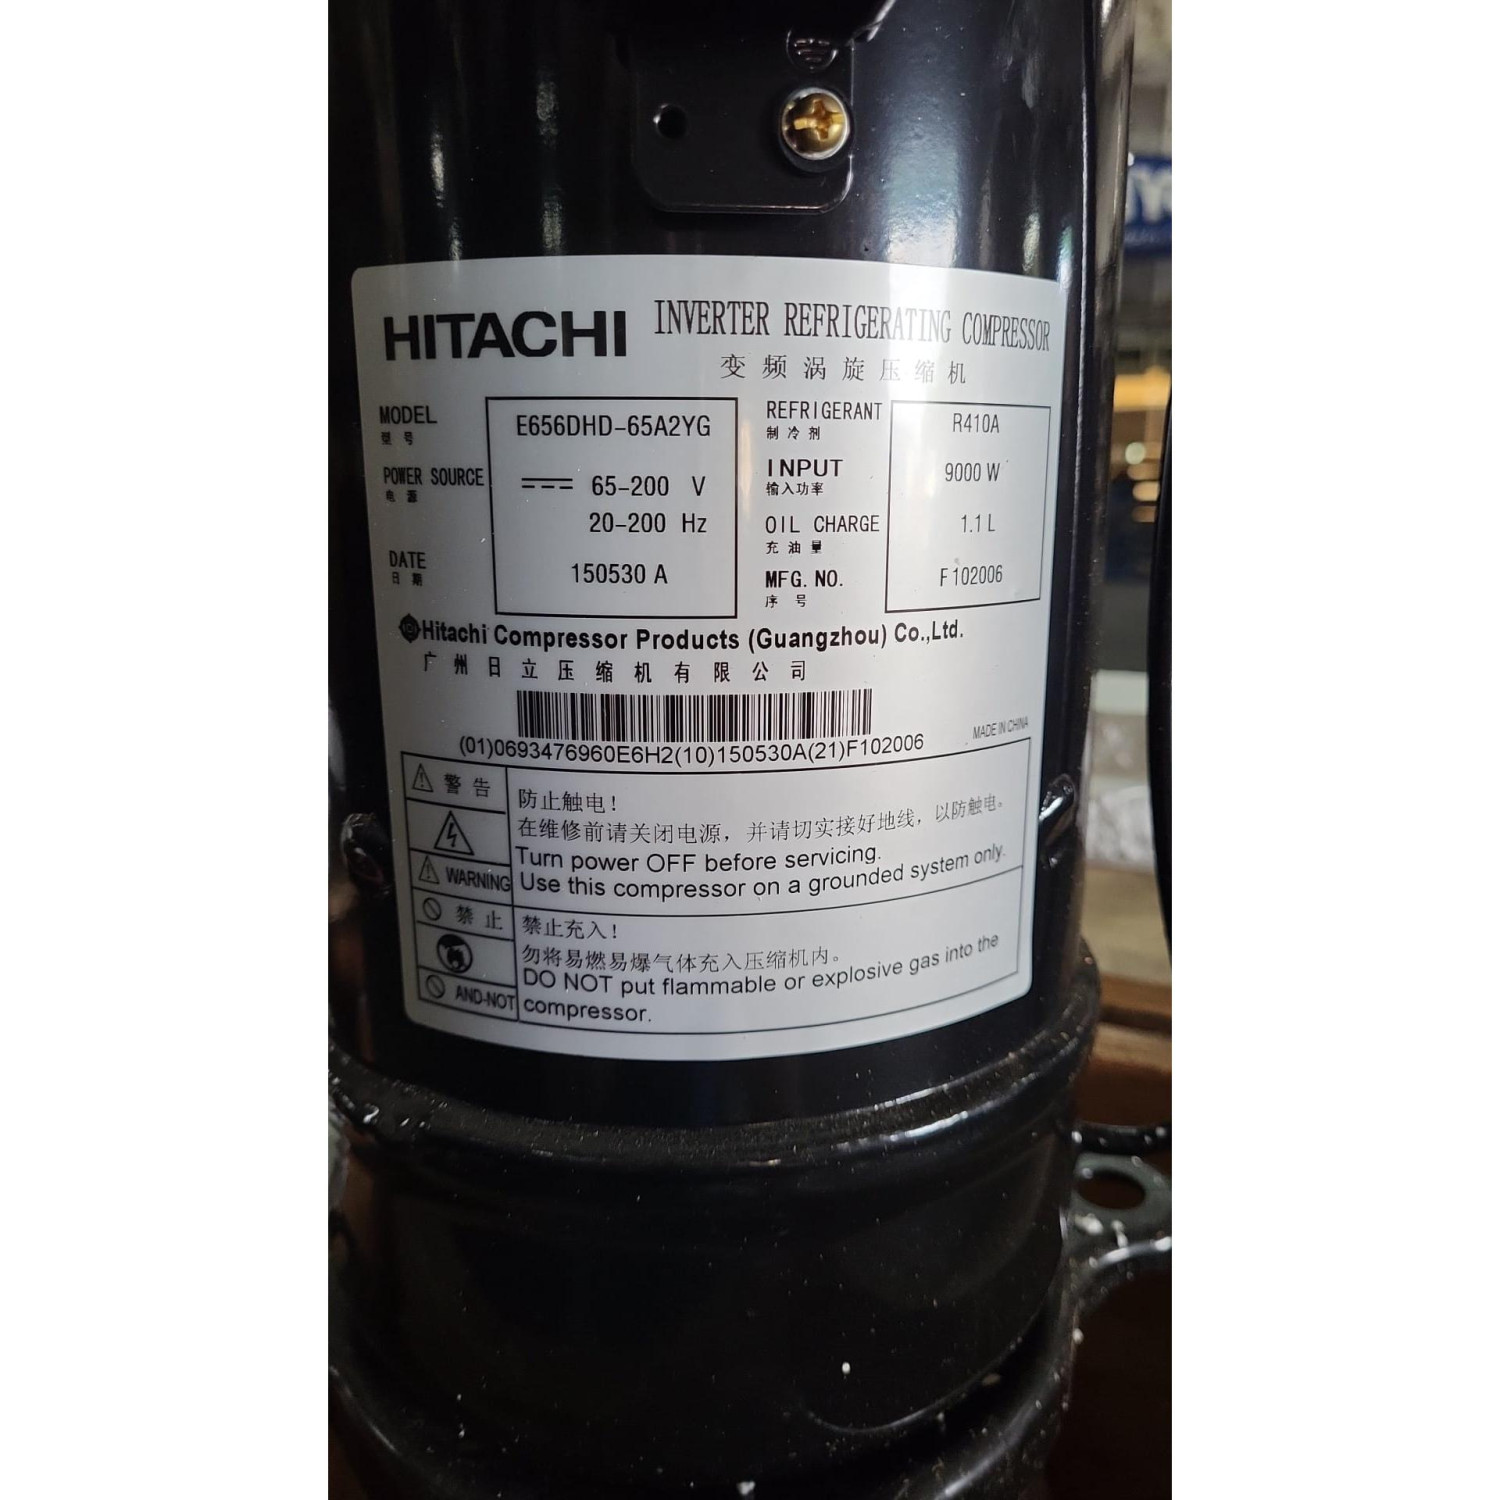 HITACHI INVERTER REFRIGERATING COMPRESSOR
变频涡旋压缩机
MODEL E656DHD-65A2YG REFRIGERANT R410A
型号 制冷剂
POWER SOURCE 65-200 V INPUT 9000 W
电源 输入功率
20-200 Hz OIL CHARGE 1.1 L
充油量
DATE 150530 A MFG. NO. F102006
日期 序号
Hitachi Compressor Products (Guangzhou) Co.,Ltd.
广州日立压缩机有限公司
MADE IN CHINA
(01)0693476960E6H2(10)150530A(21)F102006
警告
防止触电!
在维修前请关闭电源，并请切实接好地线，以防触电。
Turn power OFF before servicing.
WARNING Use this compressor on a grounded system only.
禁止 禁止充入!
勿将易燃易爆气体充入压缩机内。
DO NOT put flammable or explosive gas into the
AND-NOT compressor.